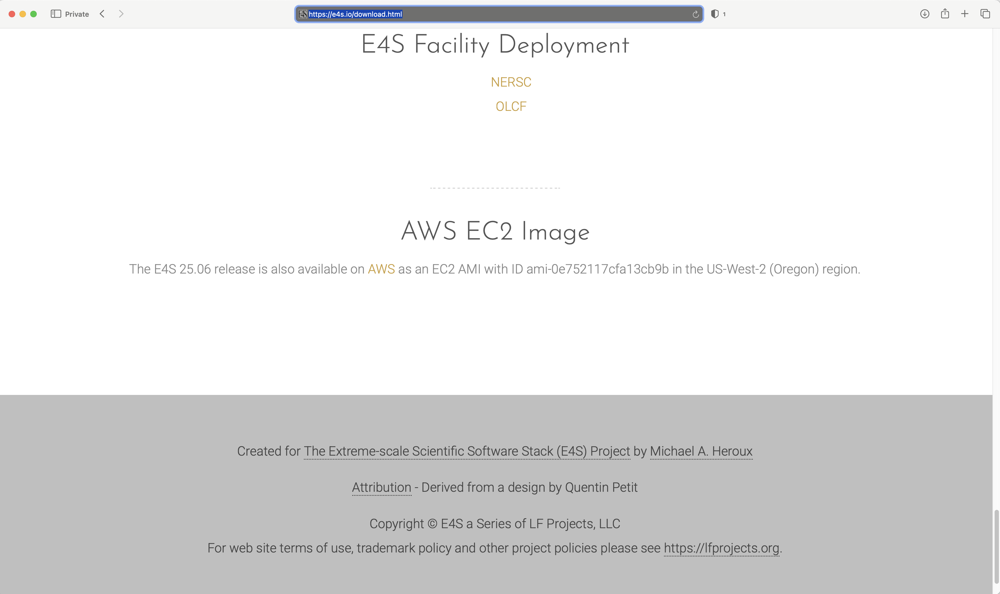 Private
https://e4s.io/download.html
1
E4S Facility Deployment
NERSC
OLCF
AWS EC2 Image
The E4S 25.06 release is also available on AWS as an EC2 AMI with ID ami-0e752117cfa13cb9b in the US-West-2 (Oregon) region.
Created for The Extreme-scale Scientific Software Stack (E4S) Project by Michael A. Heroux
Attribution - Derived from a design by Quentin Petit
Copyright © E4S a Series of LF Projects, LLC
For web site terms of use, trademark policy and other project policies please see https://lfprojects.org.